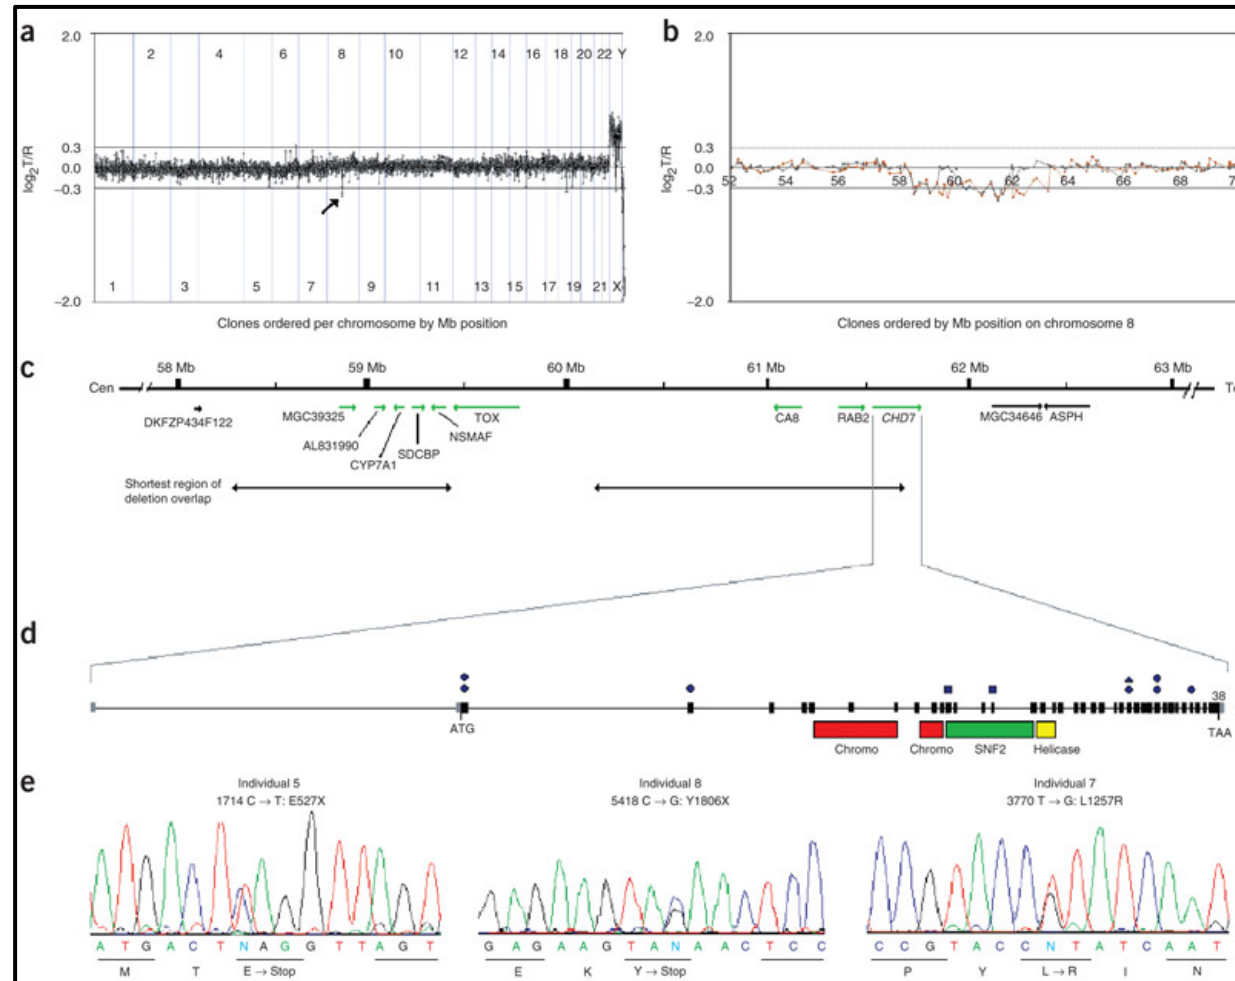 a
2.0
2 4 6 8 10 12 14 16 18 20 22 Y
log2T/R
0.3
0.0
−0.3
1 3 5 7 9 11 13 15 17 19 21 X
−2.0
Clones ordered per chromosome by Mb position
b
2.0
log2T/R
0.3
0.0
−0.3
52 54 56 60 62 64 66 68
−2.0
Clones ordered by Mb position on chromosome 8
c
58 Mb 59 Mb 60 Mb 61 Mb 62 Mb 63 Mb
Cen
DKFZP434F122
MGC39325
AL831990
CYP7A1
SDCBP
NSMAF
TOX
CA8
RAB2
CHD7
MGC34646
ASPH
Shortest region of
deletion overlap
d
38
ATG
TAA
Chromo Chromo SNF2 Helicase
e
Individual 5
1714 C → T: E527X
A T G A C T N A G G T T A G T
M T E → Stop
Individual 8
5418 C → G: Y1806X
G A G A A G T A N A A C T C C
E K Y → Stop
Individual 7
3770 T → G: L1257R
C C G T A C C N T A T C A A T
P Y L → R I N